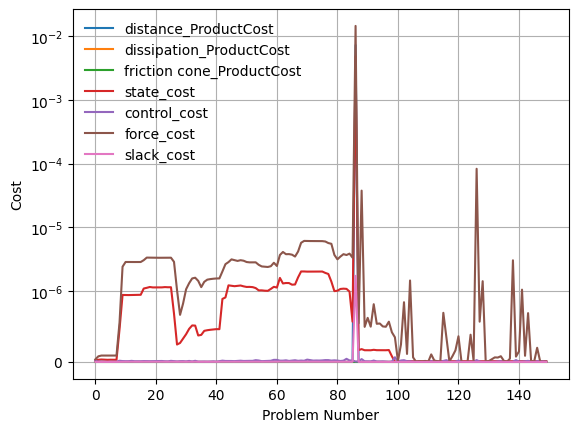 distance_ProductCost
dissipation_ProductCost
friction cone_ProductCost
state_cost
control_cost
force_cost
slack_cost
10⁻²
10⁻³
10⁻⁴
10⁻⁵
10⁻⁶
0
Cost
0 20 40 60 80 100 120 140
Problem Number